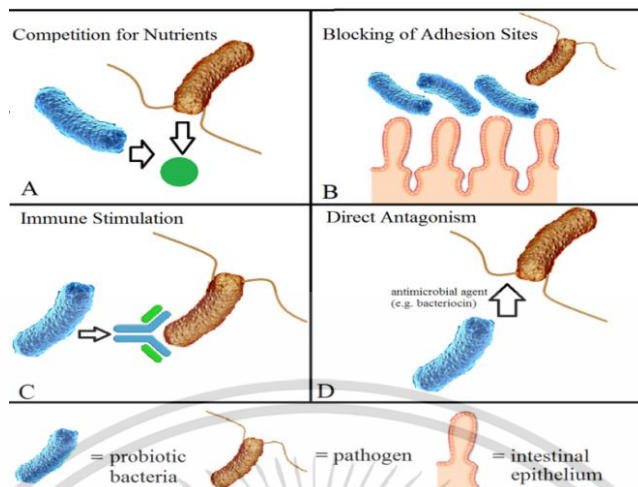 Competition for Nutrients
A
Blocking of Adhesion Sites
B
Immune Stimulation
C
Direct Antagonism
antimicrobial agent
(e.g. bacteriocin)
D
= probiotic
bacteria
= pathogen
= intestinal
epithelium